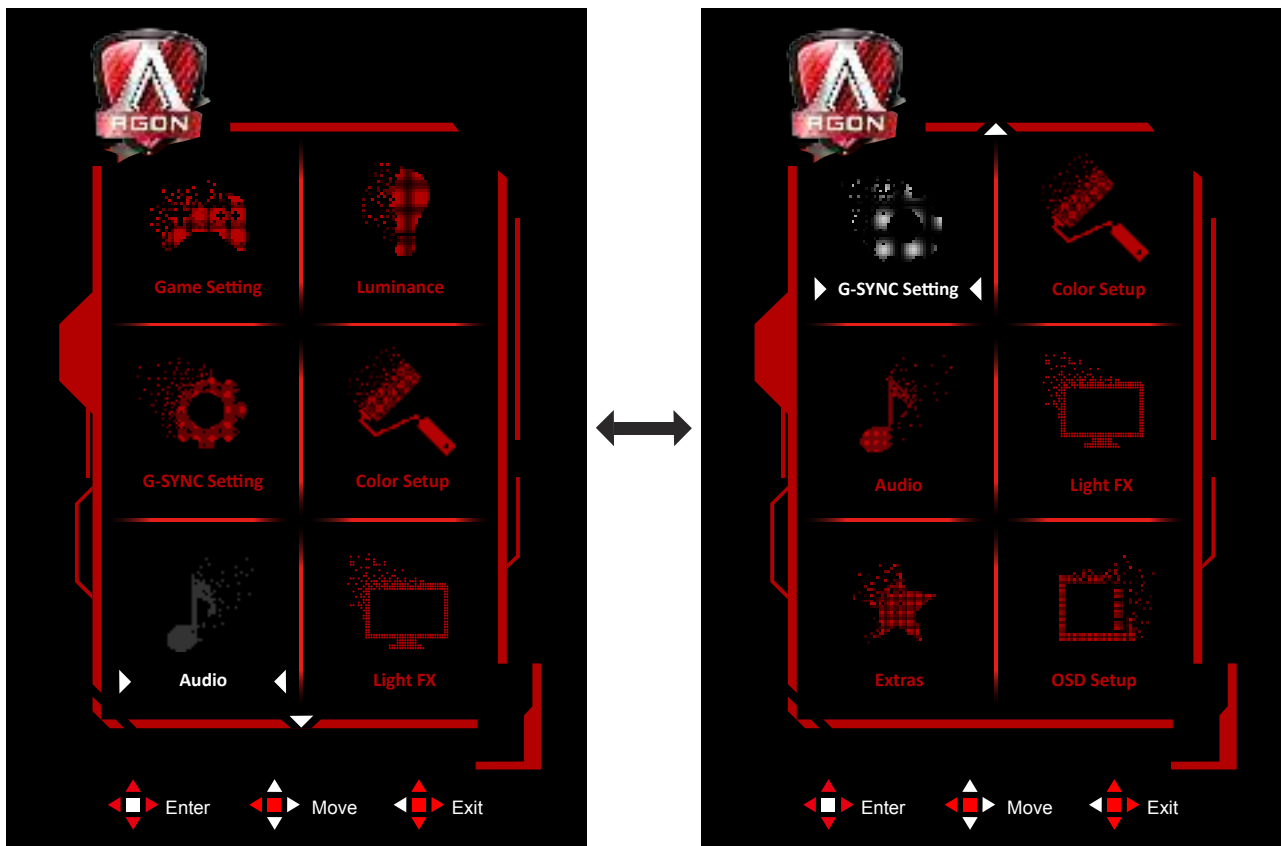 AGON
Game Setting Luminance
G-SYNC Setting Color Setup
Audio Light FX
Enter Move Exit
AGON
G-SYNC Setting Color Setup
Audio Light FX
Extras OSD Setup
Enter Move Exit